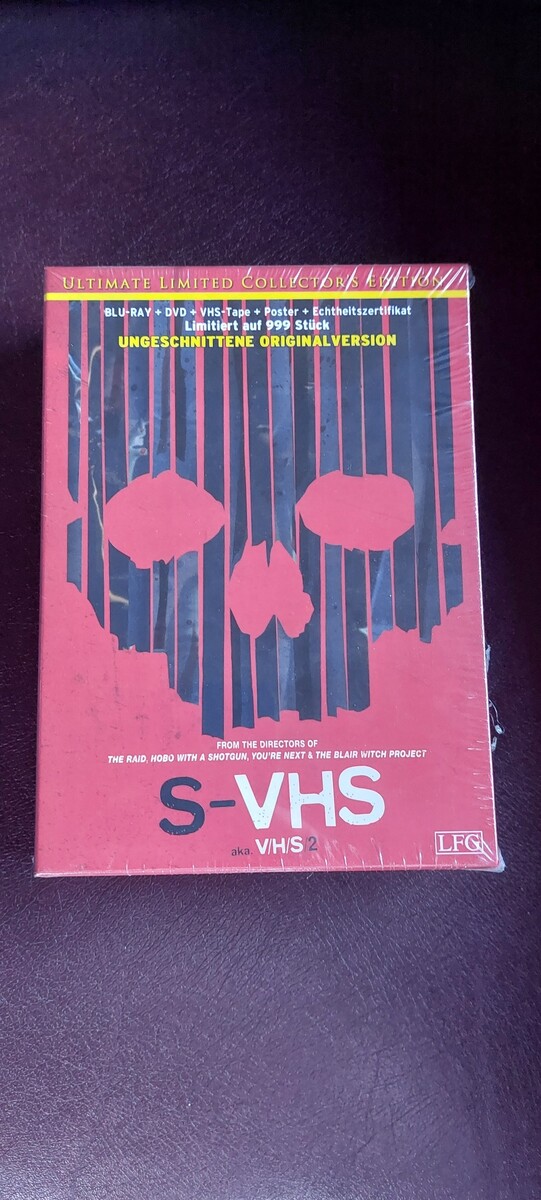 ULTIMATE LIMITED COLLECTOR'S EDITION
BLU-RAY + DVD + VHS-Tape + Poster + Echtheitszertifikat
Limitiert auf 999 Stück
UNGESCHNITTENE ORIGINALVERSION
FROM THE DIRECTORS OF
THE RAID, HOBO WITH A SHOTGUN, YOU'RE NEXT & THE BLAIR WITCH PROJECT
S-VHS
aka. V/H/S 2
LFG